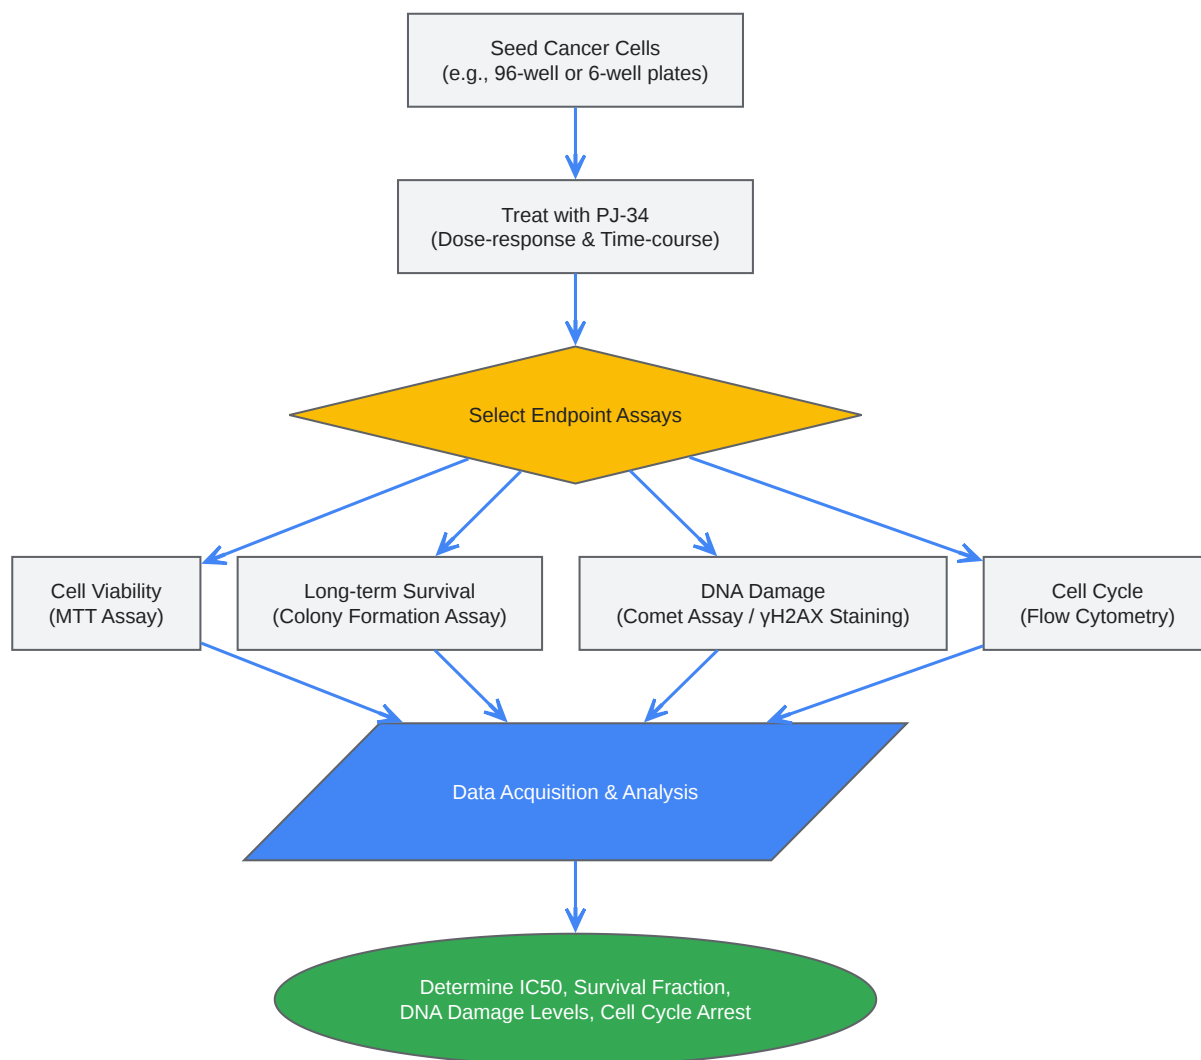 Seed Cancer Cells
(e.g., 96-well or 6-well plates)
Treat with PJ-34
(Dose-response & Time-course)
Select Endpoint Assays
Cell Viability
(MTT Assay)
Long-term Survival
(Colony Formation Assay)
DNA Damage
(Comet Assay / γH2AX Staining)
Cell Cycle
(Flow Cytometry)
Data Acquisition & Analysis
Determine IC50, Survival Fraction,
DNA Damage Levels, Cell Cycle Arrest